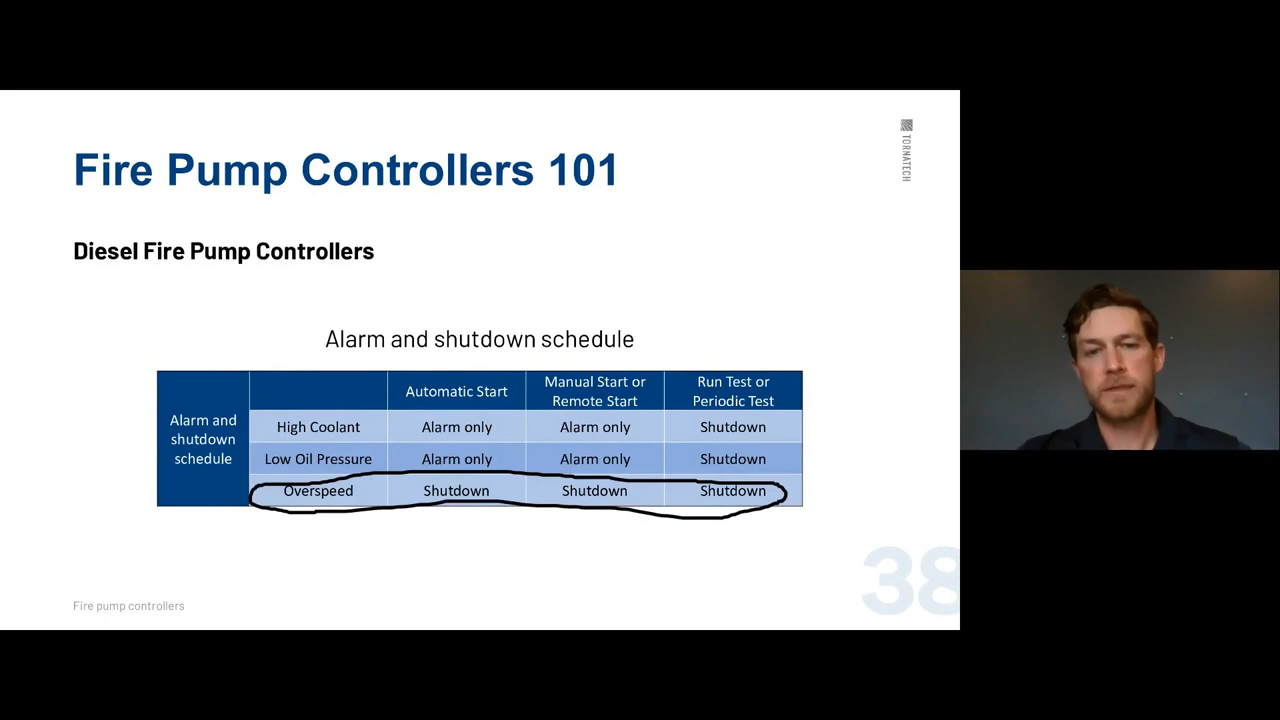 TORNATECH
Fire Pump Controllers 101
Diesel Fire Pump Controllers
Alarm and shutdown schedule
Alarm and
shutdown
schedule
Automatic Start
Manual Start or
Remote Start
Run Test or
Periodic Test
High Coolant
Alarm only
Alarm only
Shutdown
Low Oil Pressure
Alarm only
Alarm only
Shutdown
Overspeed
Shutdown
Shutdown
Shutdown
38
Fire pump controllers